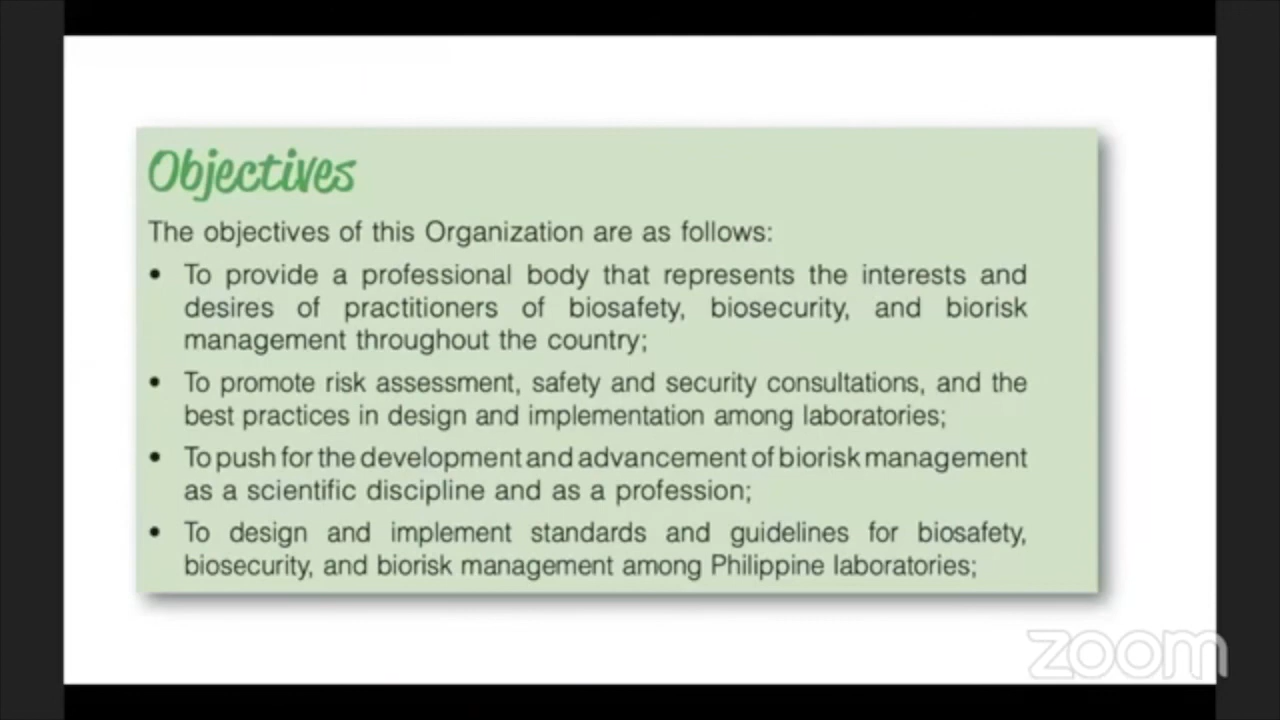 Objectives
The objectives of this Organization are as follows:
• To provide a professional body that represents the interests and
desires of practitioners of biosafety, biosecurity, and biorisk
management throughout the country;
• To promote risk assessment, safety and security consultations, and the
best practices in design and implementation among laboratories;
• To push for the development and advancement of biorisk management
as a scientific discipline and as a profession;
• To design and implement standards and guidelines for biosafety,
biosecurity, and biorisk management among Philippine laboratories;
zoom